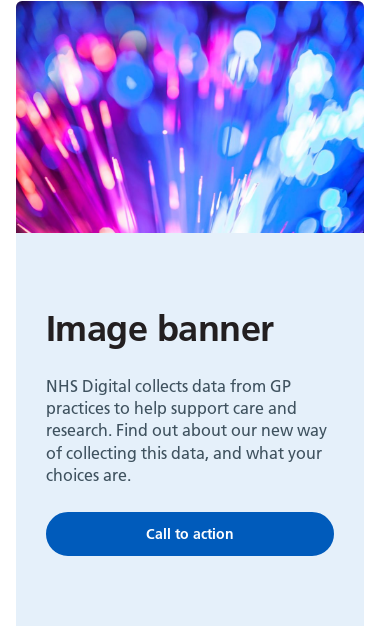 Image banner
NHS Digital collects data from GP
practices to help support care and
research. Find out about our new way
of collecting this data, and what your
choices are.
Call to action